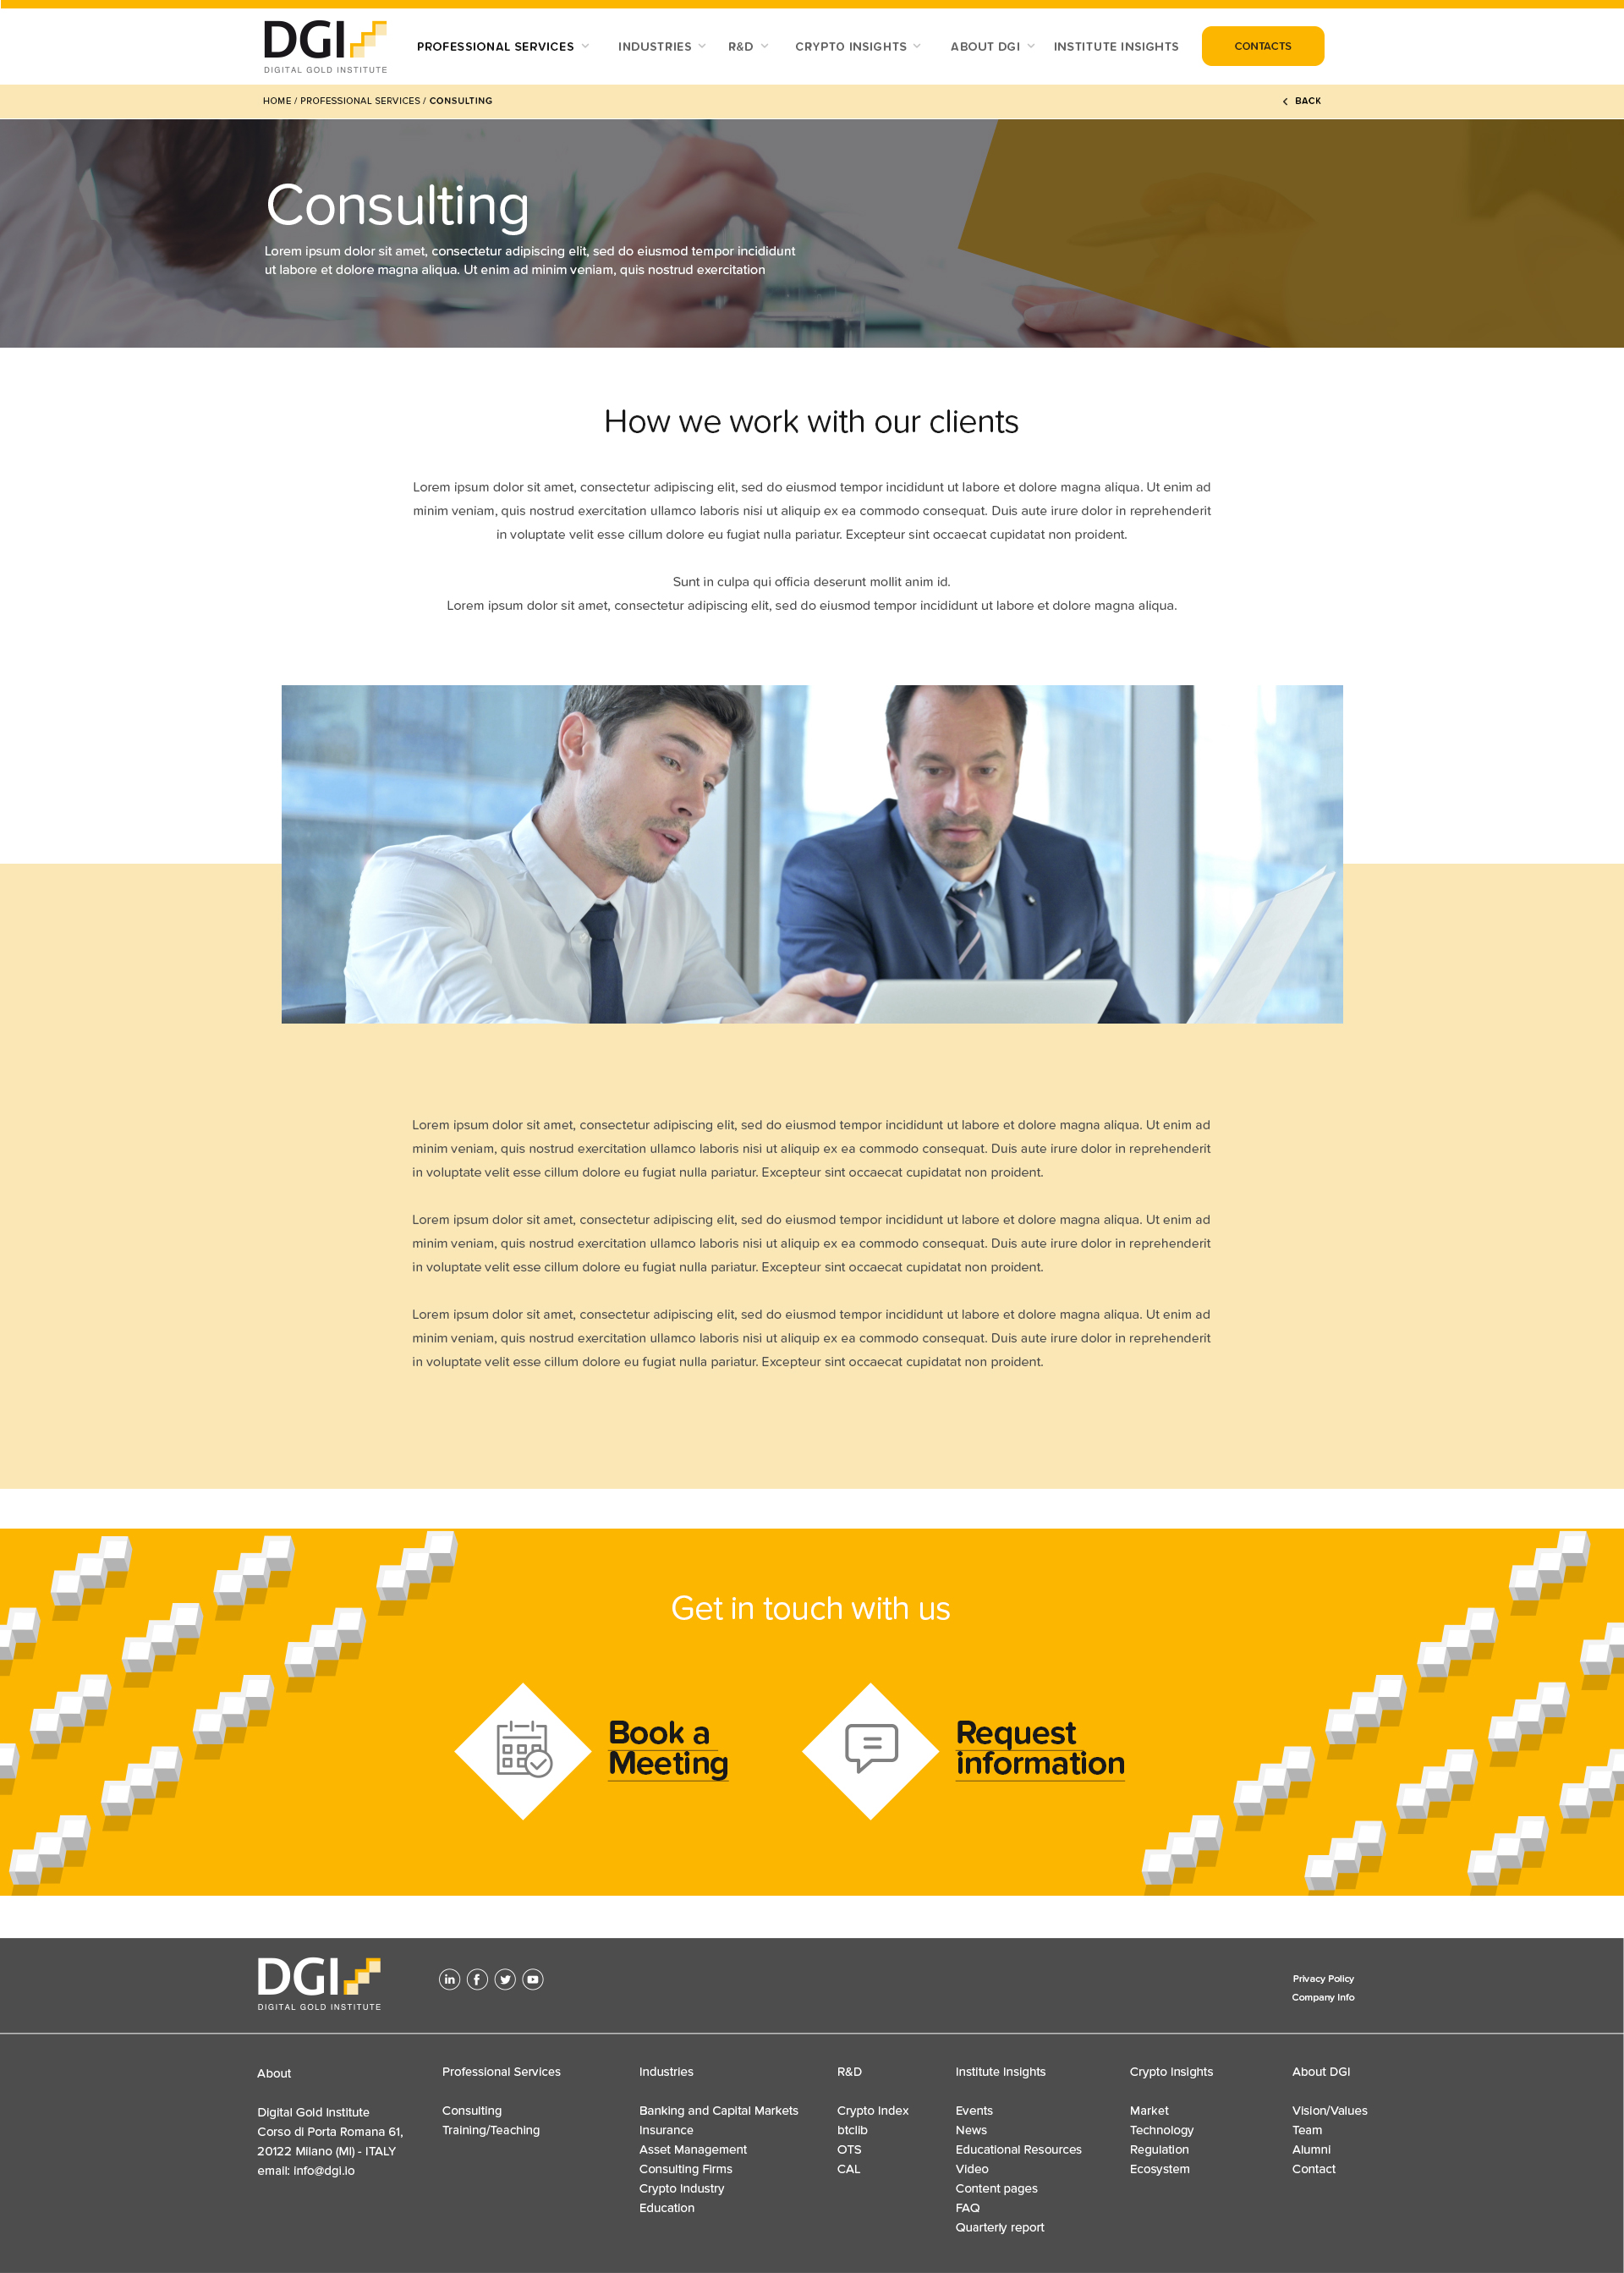 DGI
DIGITAL GOLD INSTITUTE
PROFESSIONAL SERVICES INDUSTRIES R&D CRYPTO INSIGHTS ABOUT DGI INSTITUTE INSIGHTS CONTACTS
HOME / PROFESSIONAL SERVICES / CONSULTING
BACK
Consulting
Lorem ipsum dolor sit amet, consectetur adipiscing elit, sed do eiusmod tempor incididunt
ut labore et dolore magna aliqua. Ut enim ad minim veniam, quis nostrud exercitation
How we work with our clients
Lorem ipsum dolor sit amet, consectetur adipiscing elit, sed do eiusmod tempor incididunt ut labore et dolore magna aliqua. Ut enim ad
minim veniam, quis nostrud exercitation ullamco laboris nisi ut aliquip ex ea commodo consequat. Duis aute irure dolor in reprehenderit
in voluptate velit esse cillum dolore eu fugiat nulla pariatur. Excepteur sint occaecat cupidatat non proident.
Sunt in culpa qui officia deserunt mollit anim id.
Lorem ipsum dolor sit amet, consectetur adipiscing elit, sed do eiusmod tempor incididunt ut labore et dolore magna aliqua.
Lorem ipsum dolor sit amet, consectetur adipiscing elit, sed do eiusmod tempor incididunt ut labore et dolore magna aliqua. Ut enim ad
minim veniam, quis nostrud exercitation ullamco laboris nisi ut aliquip ex ea commodo consequat. Duis aute irure dolor in reprehenderit
in voluptate velit esse cillum dolore eu fugiat nulla pariatur. Excepteur sint occaecat cupidatat non proident.
Lorem ipsum dolor sit amet, consectetur adipiscing elit, sed do eiusmod tempor incididunt ut labore et dolore magna aliqua. Ut enim ad
minim veniam, quis nostrud exercitation ullamco laboris nisi ut aliquip ex ea commodo consequat. Duis aute irure dolor in reprehenderit
in voluptate velit esse cillum dolore eu fugiat nulla pariatur. Excepteur sint occaecat cupidatat non proident.
Lorem ipsum dolor sit amet, consectetur adipiscing elit, sed do eiusmod tempor incididunt ut labore et dolore magna aliqua. Ut enim ad
minim veniam, quis nostrud exercitation ullamco laboris nisi ut aliquip ex ea commodo consequat. Duis aute irure dolor in reprehenderit
in voluptate velit esse cillum dolore eu fugiat nulla pariatur. Excepteur sint occaecat cupidatat non proident.
Get in touch with us
Book a
Meeting
Request
information
DGI
DIGITAL GOLD INSTITUTE
Privacy Policy
Company Info
About
Digital Gold Institute
Corso di Porta Romana 61,
20122 Milano (MI) - ITALY
email: info@dgi.io
Professional Services
Consulting
Training/Teaching
Industries
Banking and Capital Markets
Insurance
Asset Management
Consulting Firms
Crypto Industry
Education
R&D
Crypto Index
btclib
OTS
CAL
Institute Insights
Events
News
Educational Resources
Video
Content pages
FAQ
Quarterly report
Crypto Insights
Market
Technology
Regulation
Ecosystem
About DGI
Vision/Values
Team
Alumni
Contact